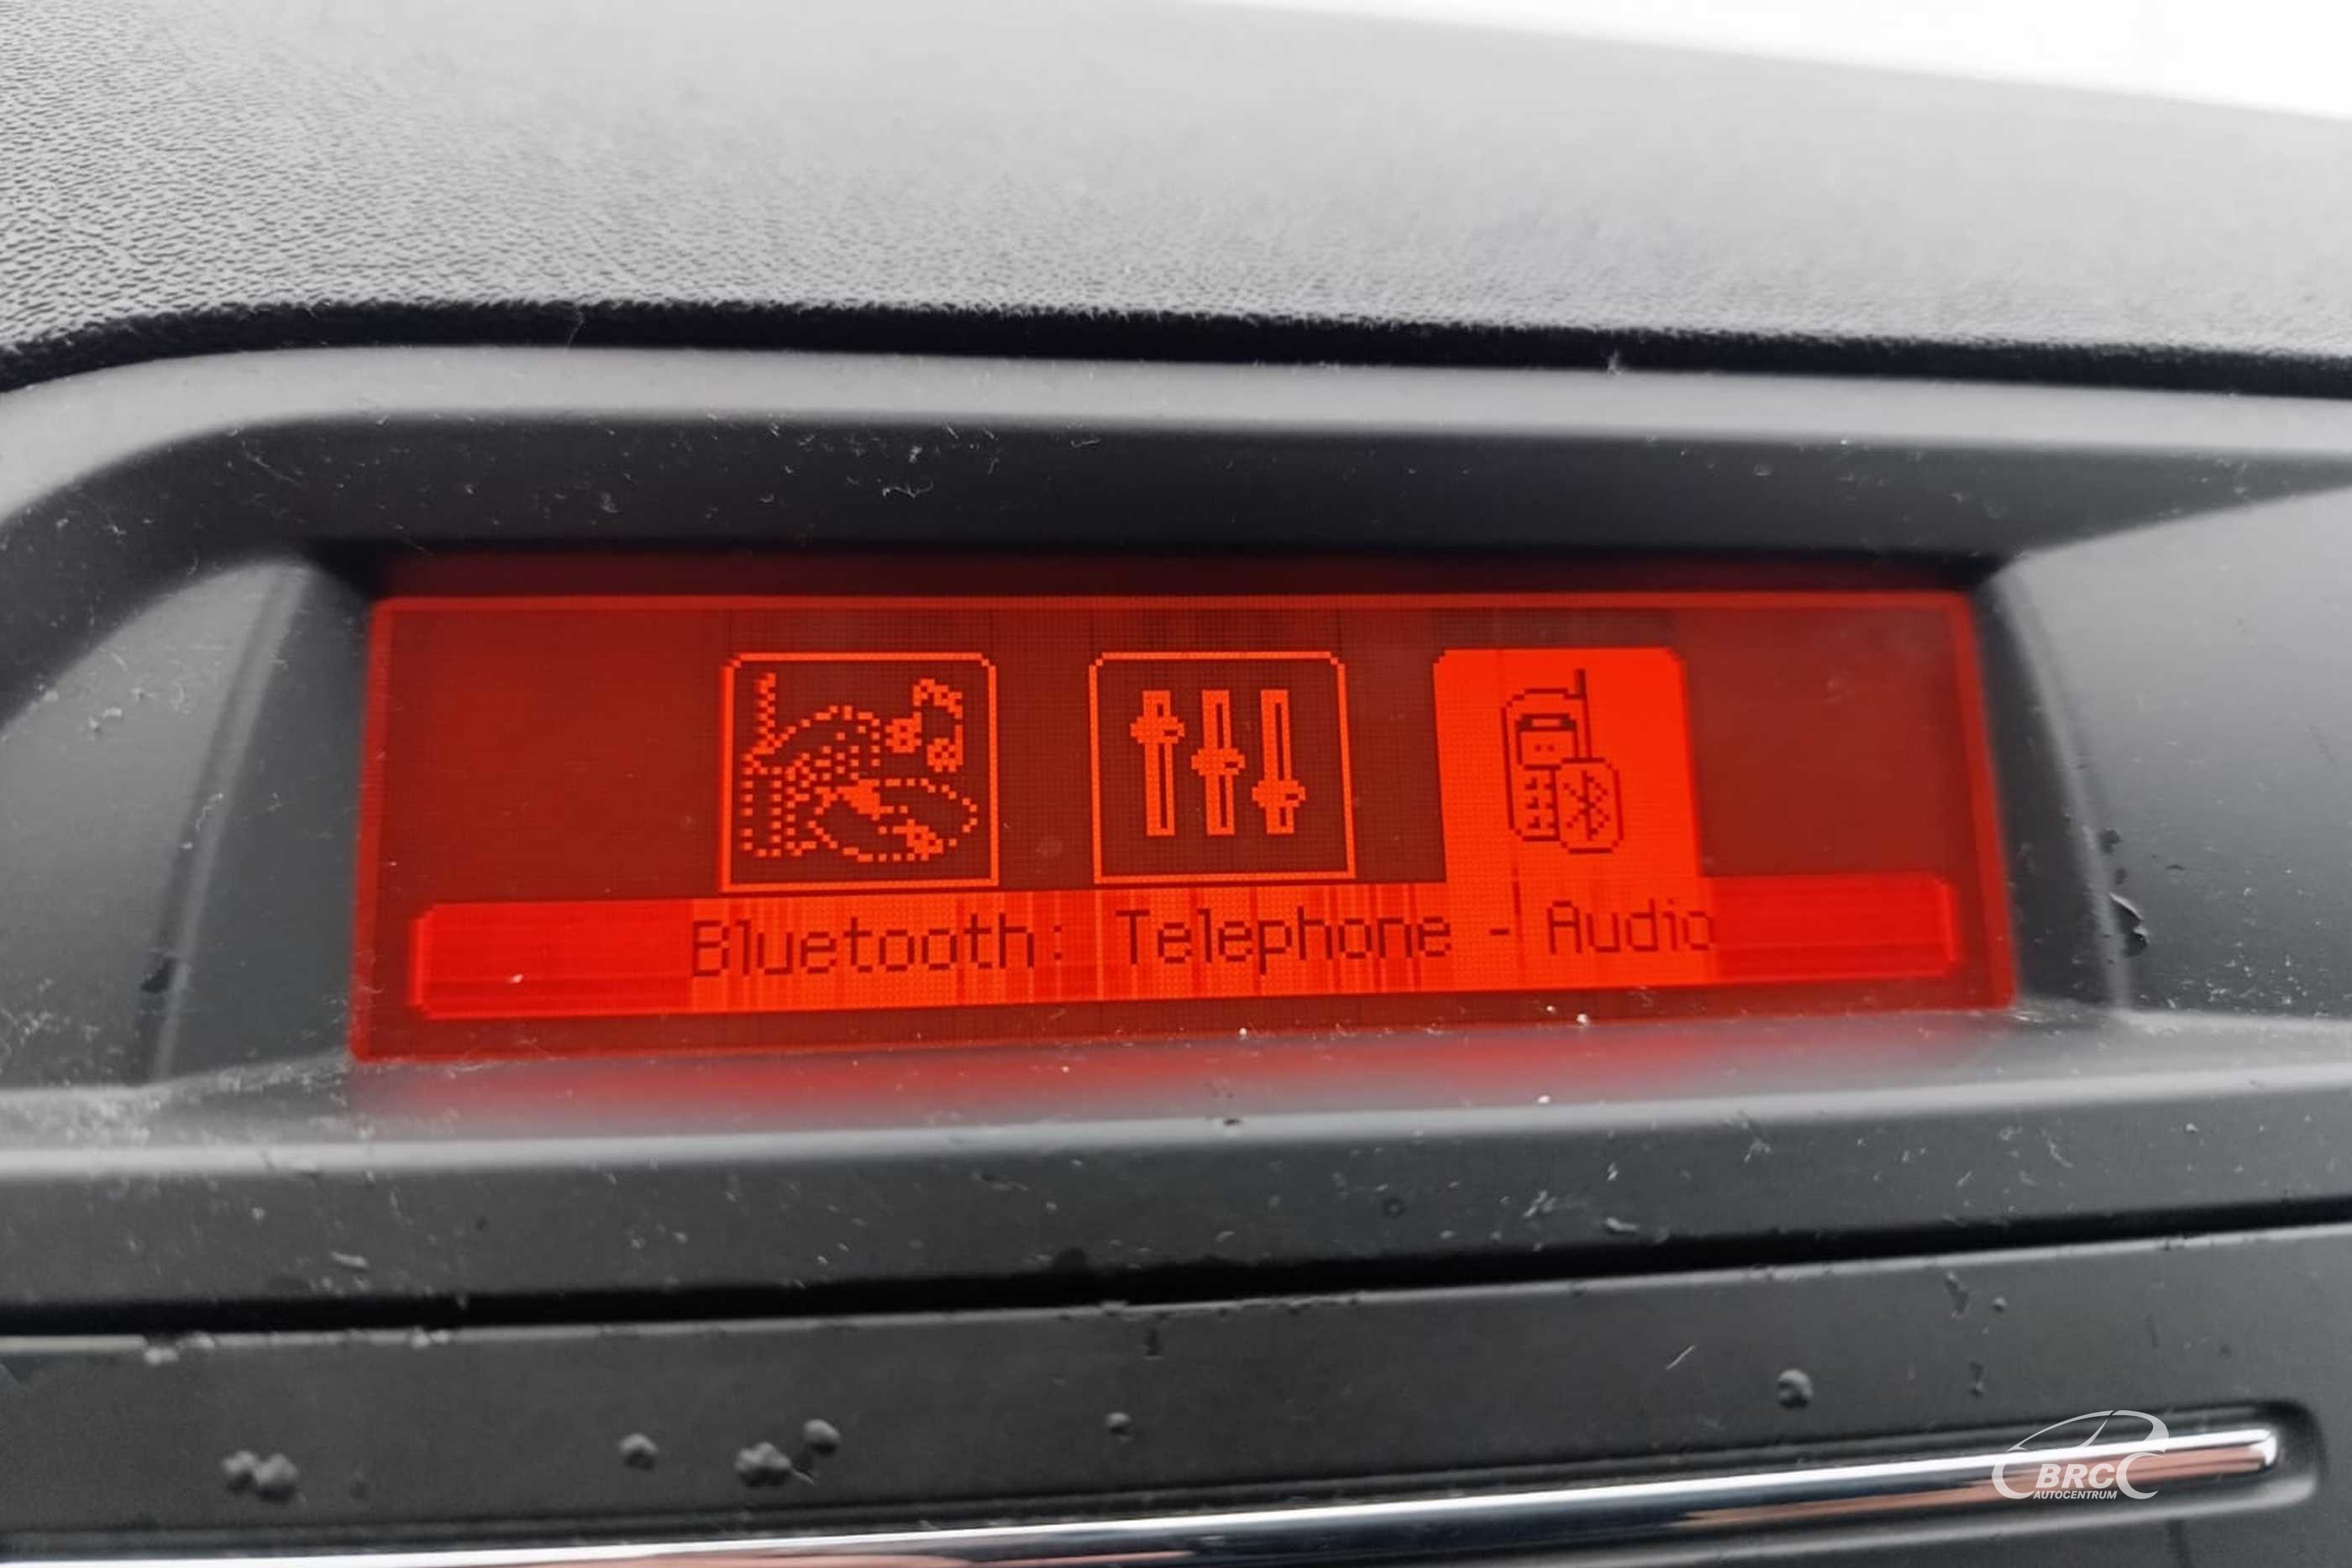 Bluetooth: Telephone - Audio
BRC
AUTOCENTRUM